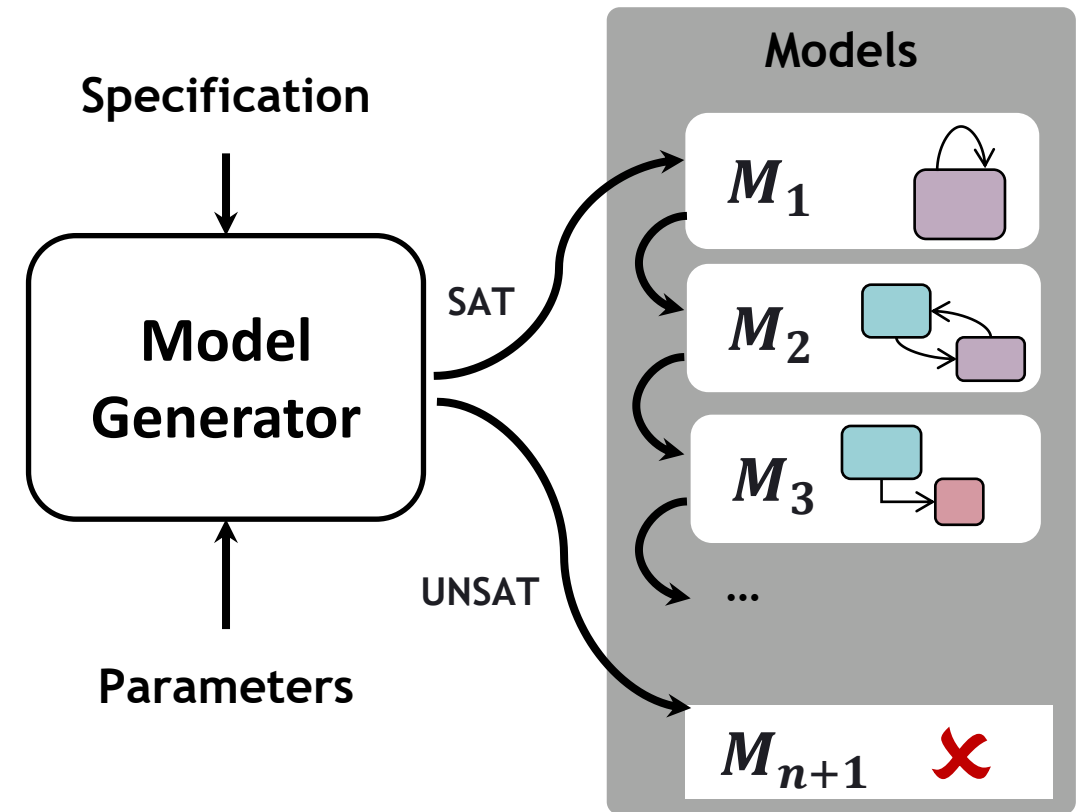 Specification
Model
Generator
Parameters
SAT
UNSAT
Models
M₁
M₂
M₃
...
Mₙ₊₁